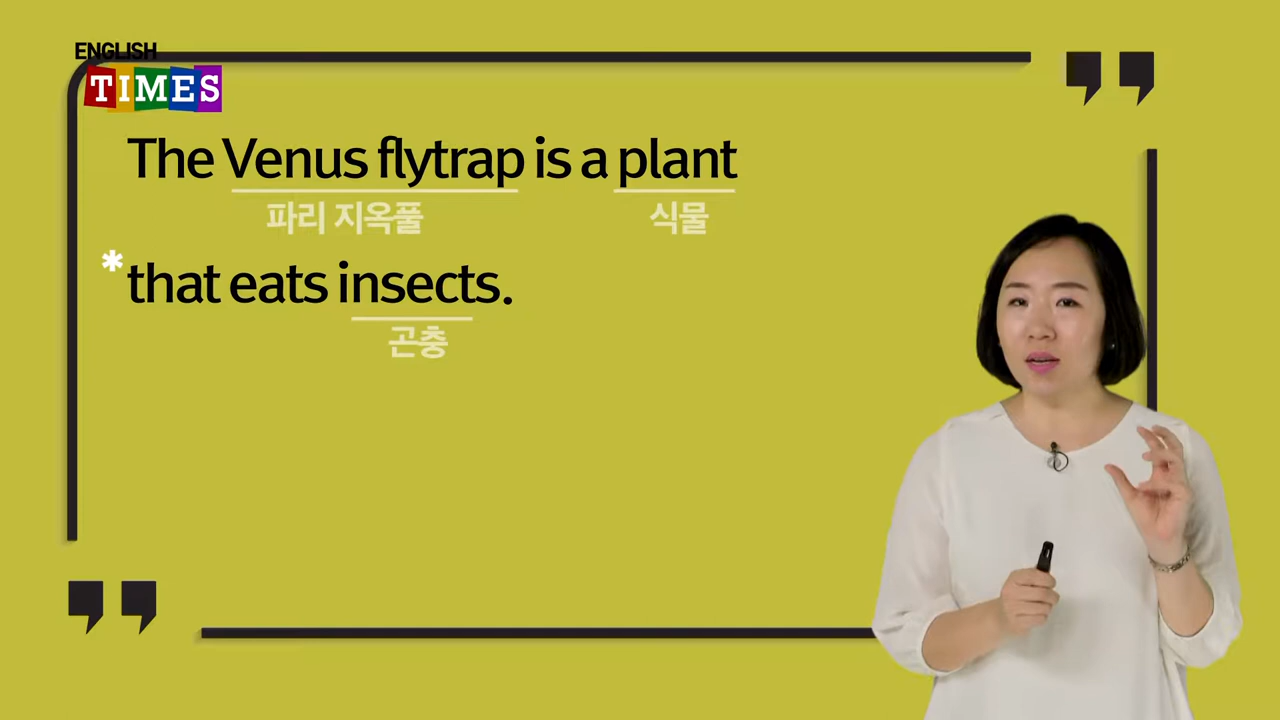 ENGLISH
TIMES
The Venus flytrap is a plant
파리 지옥풀 식물
*that eats insects.
곤충